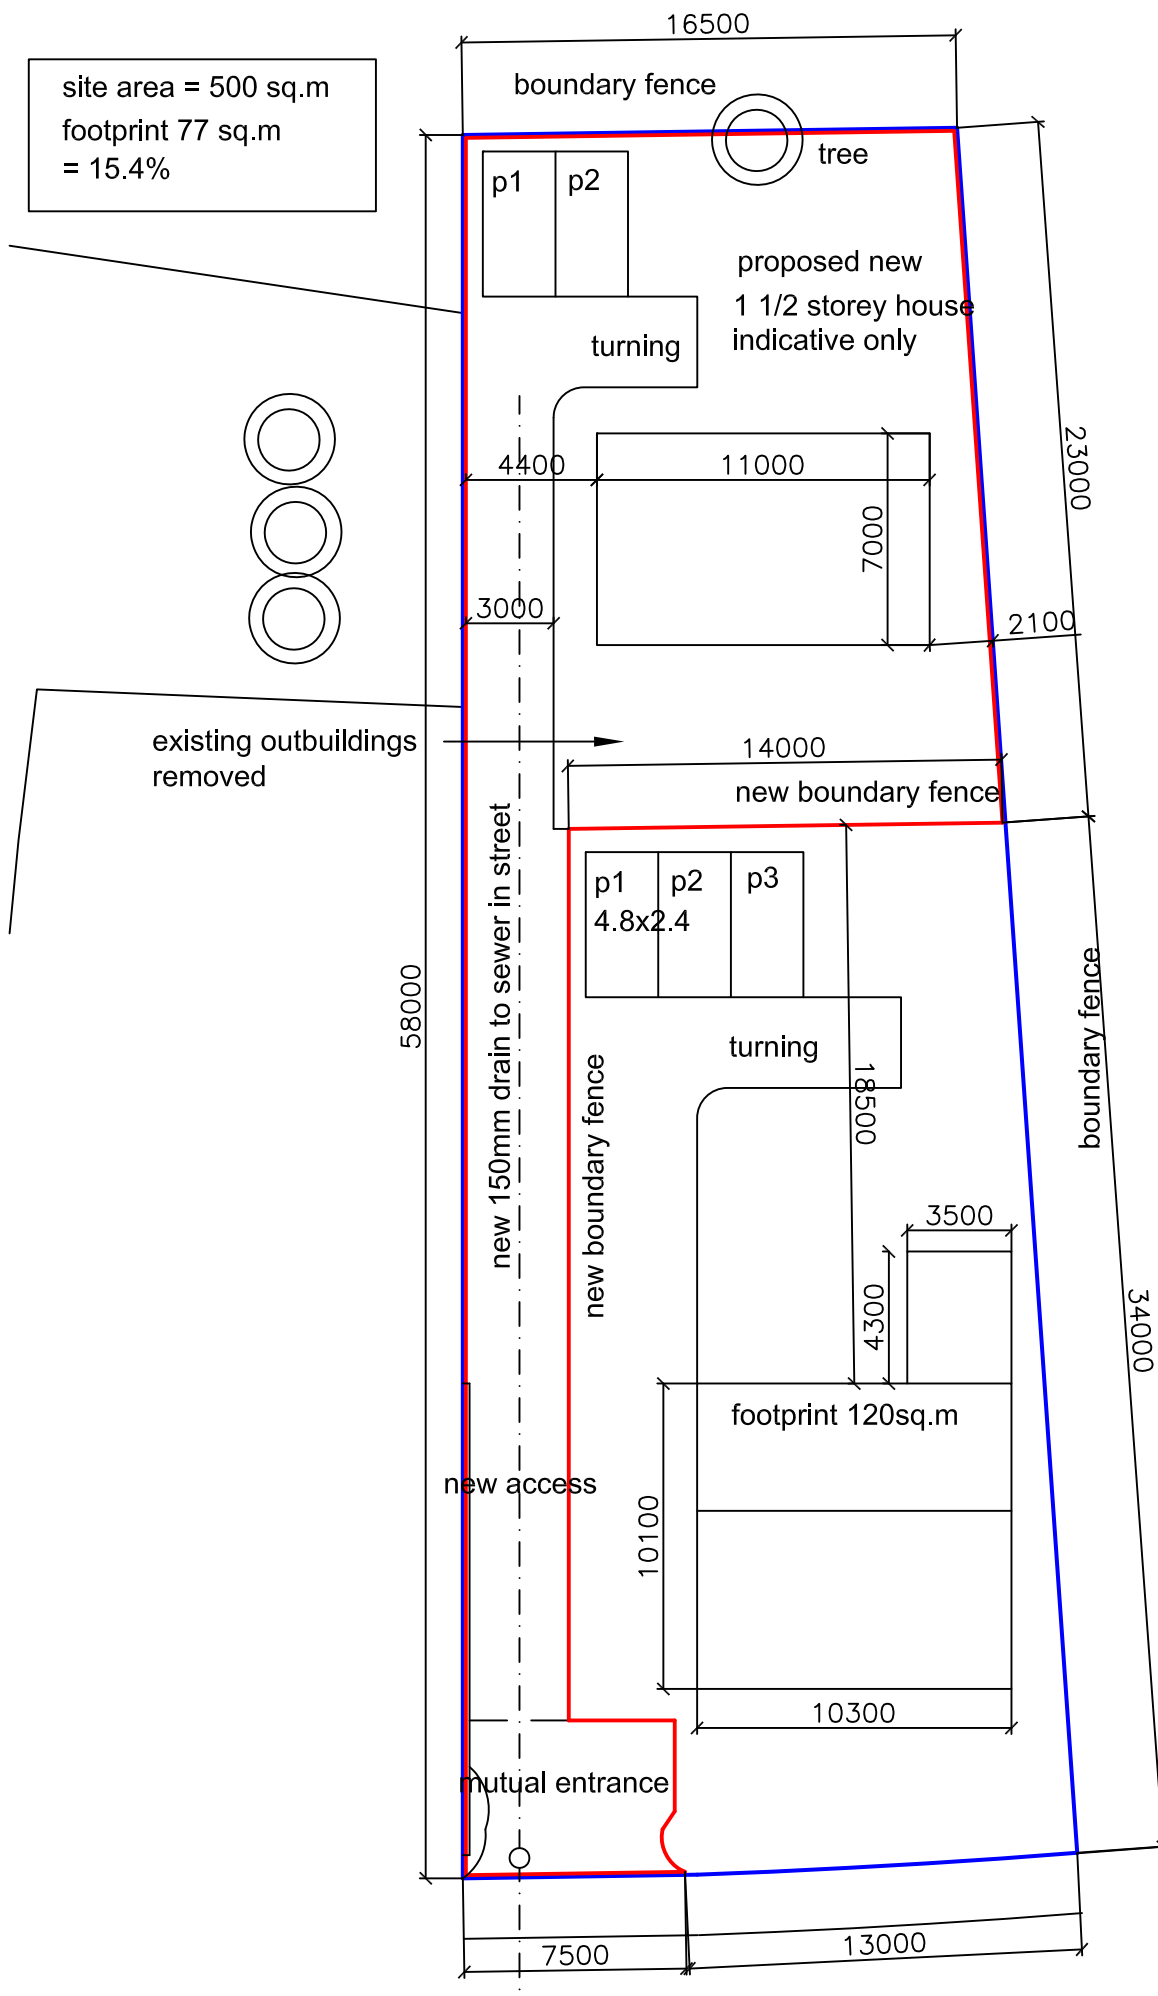 16500
boundary fence
site area = 500 sq.m
footprint 77 sq.m
= 15.4%
tree
p1
p2
proposed new
1 1/2 storey house
indicative only
turning
23000
4400
11000
7000
3000
2100
existing outbuildings
removed
14000
new boundary fence
p1
p2
p3
4.8x2.4
new 150mm drain to sewer in street
58000
turning
18500
boundary fence
new boundary fence
3500
4300
34000
footprint 120sq.m
new access
10100
10300
mutual entrance
7500
13000